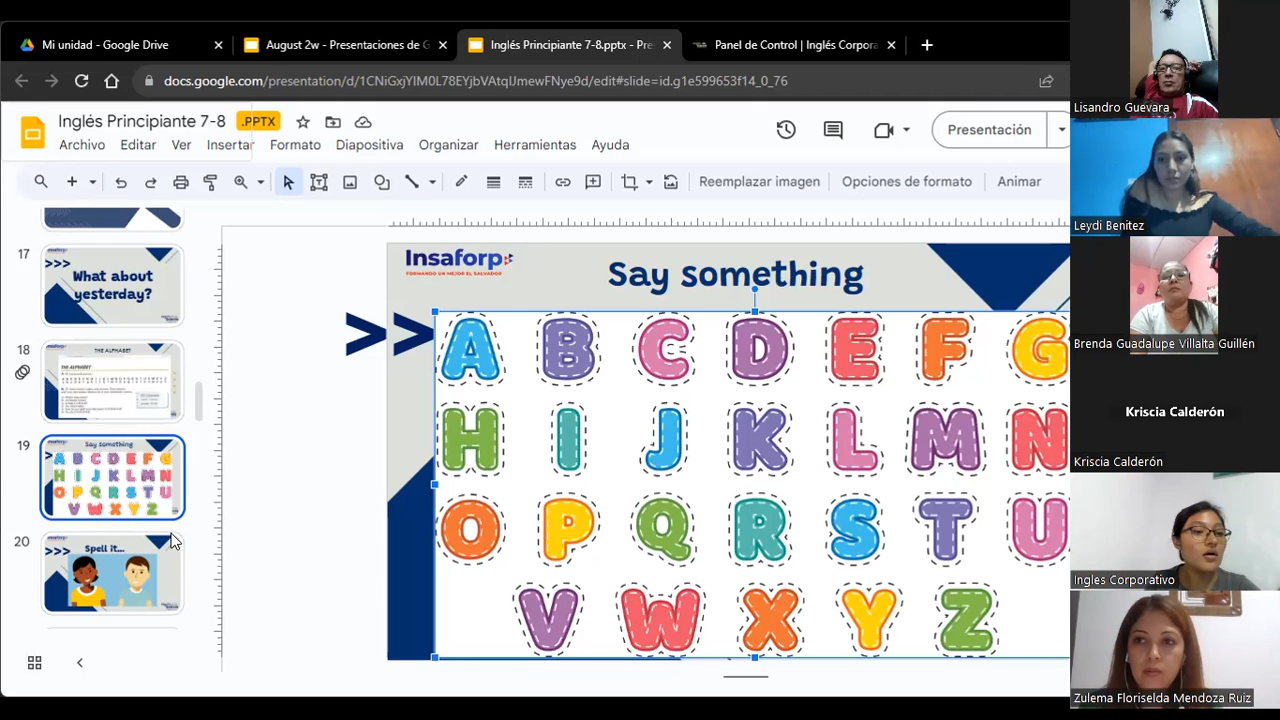 Mi unidad - Google Drive
August 2w - Presentaciones de G
Inglés Principiante 7-8.pptx - Pre
Panel de Control | Inglés Corpora
docs.google.com/presentation/d/1CNiGxjYIM0L78EYjbVAtqlJmewFNye9d/edit#slide=id.g1e599653f14_0_76
Inglés Principiante 7-8 .PPTX
Presentación
Archivo Editar Ver Insertar Formato Diapositiva Organizar Herramientas Ayuda
Reemplazar imagen Opciones de formato Animar
17
What about
yesterday?
18
THE ALPHABET
19
Say something
A B C D E F G
H I J K L M N
O P Q R S T U
V W X Y Z
20
Spell it...
Insaforp
FORMANDO UN MEJOR EL SALVADOR
Say something
>>
A B C D E F G
H I J K L M N
O P Q R S T U
V W X Y Z
Lisandro Guevara
Leydi Benitez
Brenda Guadalupe Villalta Guillén
Kriscia Calderón
Kriscia Calderón
Ingles Corporativo
Zulema Floriselda Mendoza Ruiz